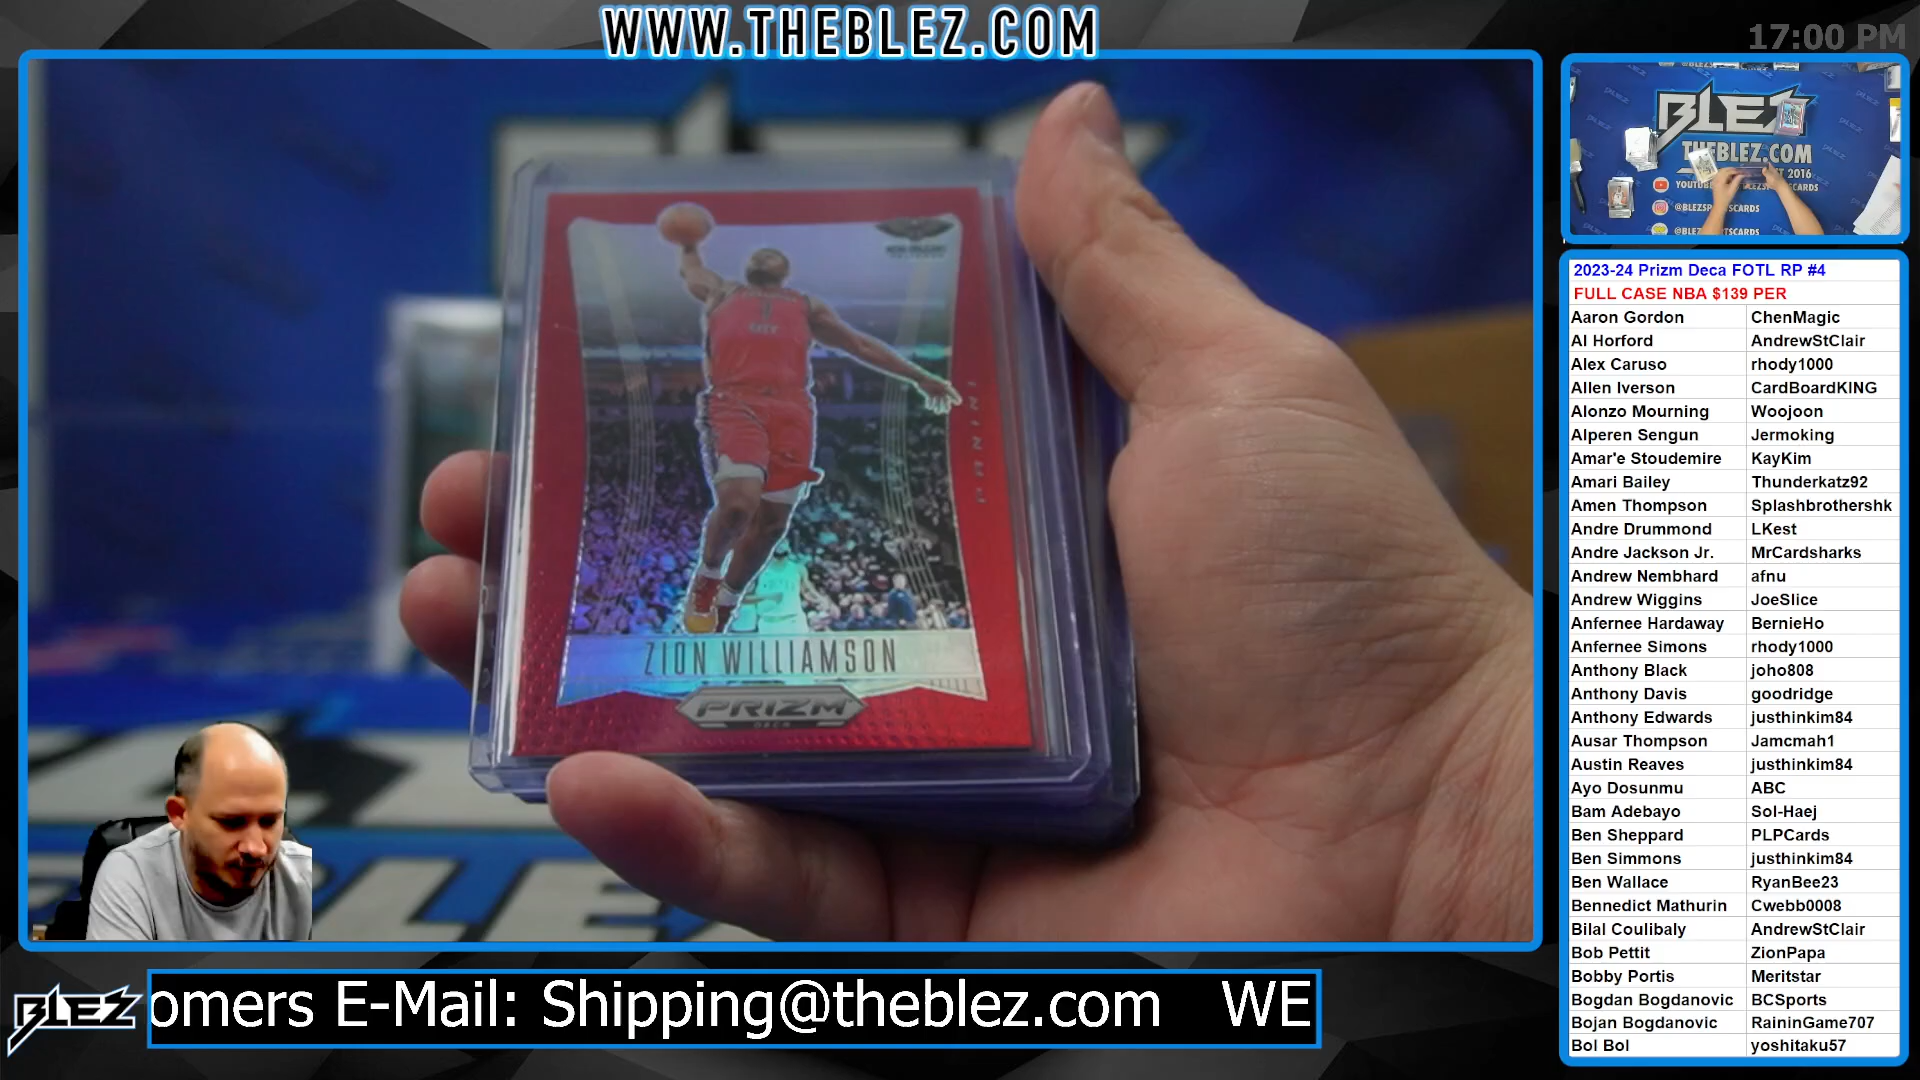 WWW.THEBLEZ.COM
17:00 PM
ZION WILLIAMSON
PRIZM
DECA
PANINI
BLEZ
THEBLEZ.COM
@BLEZSPORTSCARDS
2023-24 Prizm Deca FOTL RP #4
FULL CASE NBA $139 PER
Aaron Gordon ChenMagic
Al Horford AndrewStClair
Alex Caruso rhody1000
Allen Iverson CardBoardKING
Alonzo Mourning Woojoon
Alperen Sengun Jermoking
Amar'e Stoudemire KayKim
Amari Bailey Thunderkatz92
Amen Thompson Splashbrothershk
Andre Drummond LKest
Andre Jackson Jr. MrCardsharks
Andrew Nembhard afnu
Andrew Wiggins JoeSlice
Anfernee Hardaway BernieHo
Anfernee Simons rhody1000
Anthony Black joho808
Anthony Davis goodridge
Anthony Edwards justhinkim84
Ausar Thompson Jamcmah1
Austin Reaves justhinkim84
Ayo Dosunmu ABC
Bam Adebayo Sol-Haej
Ben Sheppard PLPCards
Ben Simmons justhinkim84
Ben Wallace RyanBee23
Bennedict Mathurin Cwebb0008
Bilal Coulibaly AndrewStClair
Bob Pettit ZionPapa
Bobby Portis Meritstar
Bogdan Bogdanovic BCSports
Bojan Bogdanovic RaininGame707
Bol Bol yoshitaku57
BLEZ
omers E-Mail: Shipping@theblez.com WE